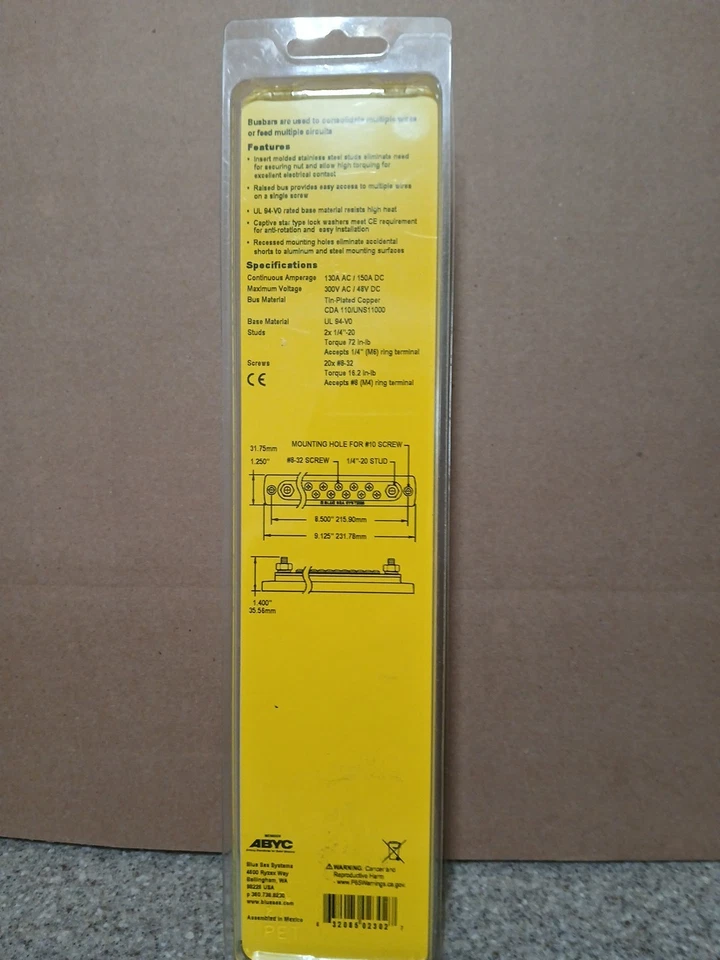 Busbars are used to consolidate multiple wires
or feed multiple circuits
Features
• Insert molded stainless steel studs eliminate need
for securing nut and allow high torquing for
excellent electrical contact
• Raised bus provides easy access to multiple wires
on a single screw
• UL 94-V0 rated base material resists high heat
• Captive star type lock washers meet CE requirement
for anti-rotation and easy installation
• Recessed mounting holes eliminate accidental
shorts to aluminum and steel mounting surfaces
Specifications
Continuous Amperage 130A AC / 150A DC
Maximum Voltage 300V AC / 48V DC
Bus Material Tin-Plated Copper
CDA 110/UNS11000
Base Material UL 94-V0
Studs 2x 1/4"-20
Torque 72 in-lb
Accepts 1/4" (M6) ring terminal
Screws 20x #8-32
Torque 18.2 in-lb
Accepts #8 (M4) ring terminal
CE
MOUNTING HOLE FOR #10 SCREW
31.75mm
1.250"
#8-32 SCREW 1/4"-20 STUD
BLUE SEA SYSTEMS
8.500" 215.90mm
9.125" 231.78mm
1.400"
35.56mm
ABYC
Blue Sea Systems
4600 Ryzex Way
Bellingham, WA
98226 USA
p 360.738.8230
www.bluesea.com
Assembled in Mexico
⚠WARNING: Cancer and
Reproductive Harm
- www.P65Warnings.ca.gov
PET